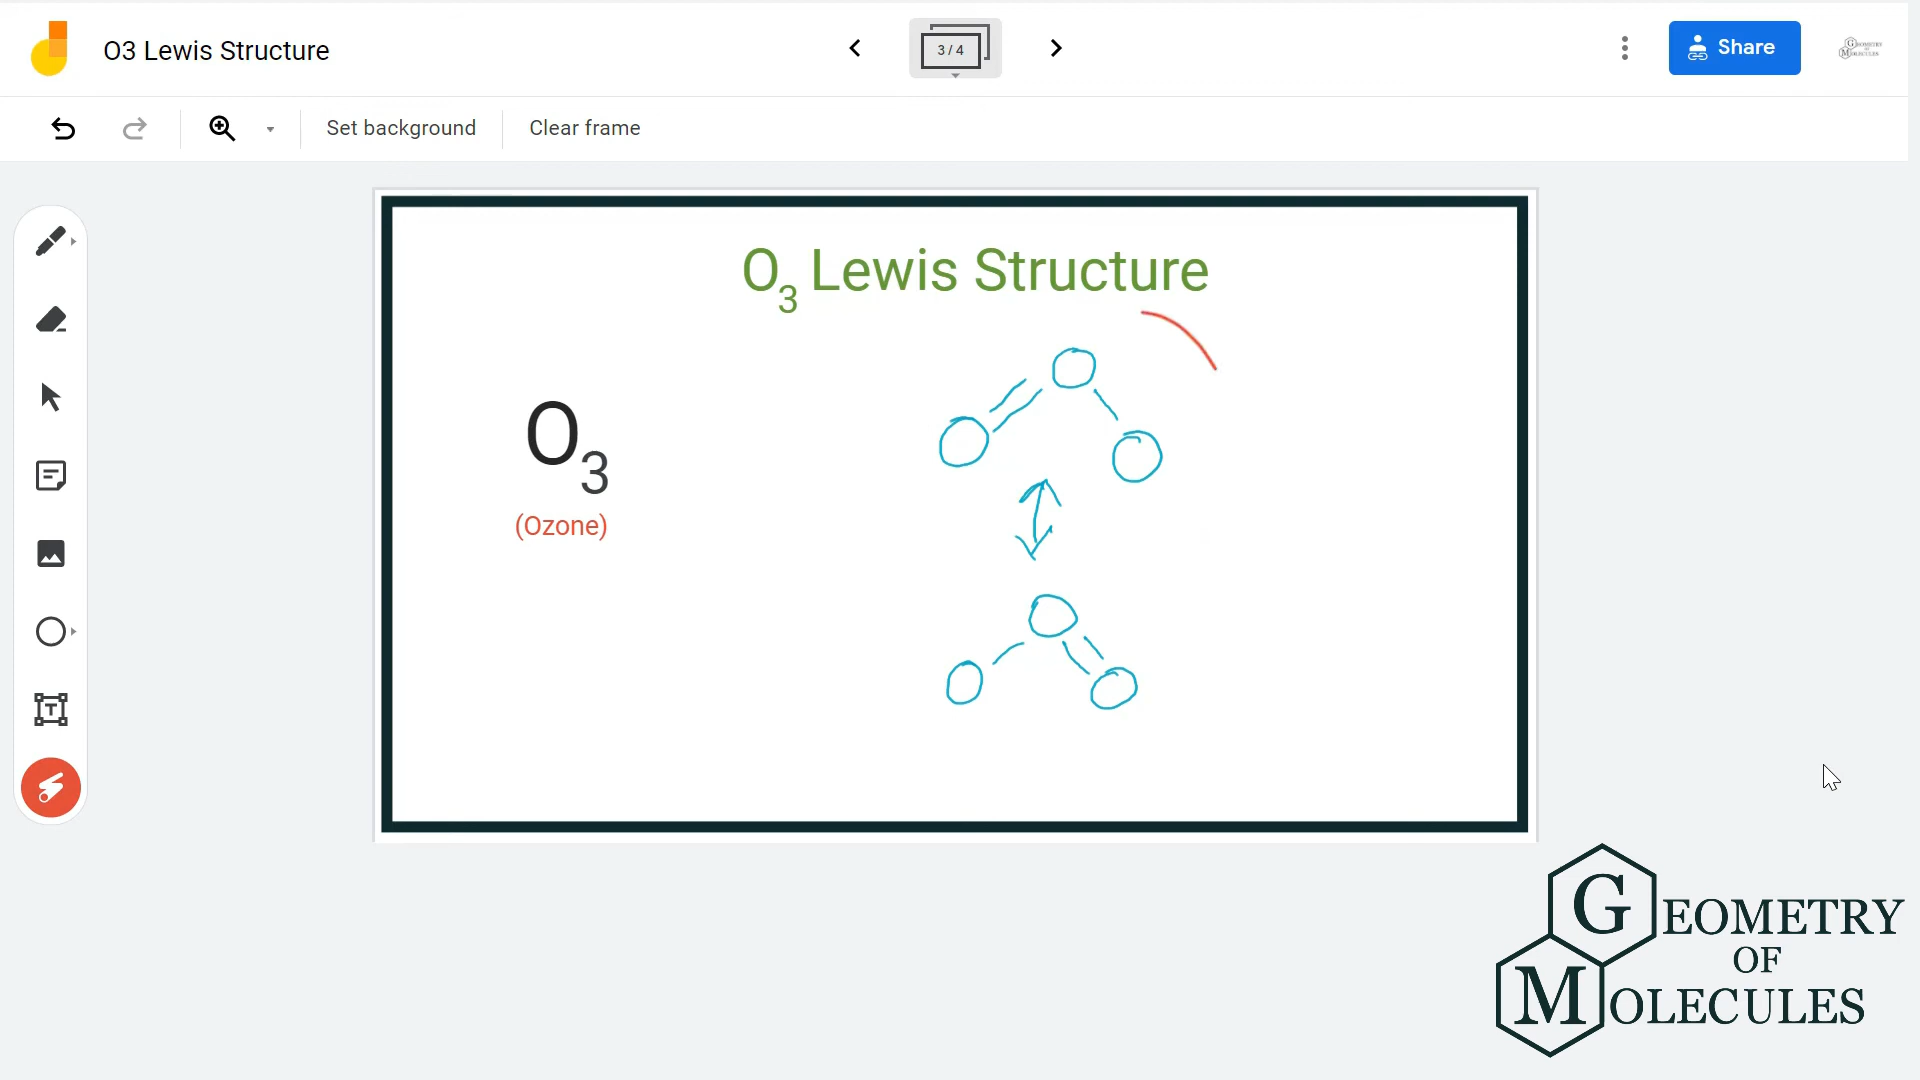 O3 Lewis Structure
3 / 4
Share
Set background
Clear frame
O3 Lewis Structure
O3
(Ozone)
O O O
O O O
GEOMETRY
OF
MOLECULES